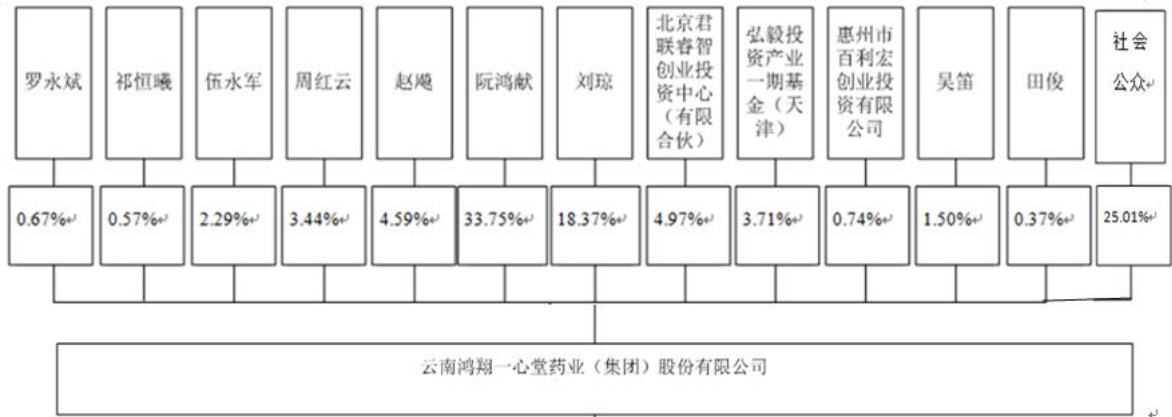 罗永斌
祁恒曦
伍永军
周红云
赵飚
阮鸿献
刘琼
北京君
联睿智
创业投
资中心
（有限
合伙）
弘毅投
资产业
一期基
金（天
津）
惠州市
百利宏
创业投
资有限
公司
吴笛
田俊
社会
公众
0.67%
0.57%
2.29%
3.44%
4.59%
33.75%
18.37%
4.97%
3.71%
0.74%
1.50%
0.37%
25.01%
云南鸿翔一心堂药业（集团）股份有限公司